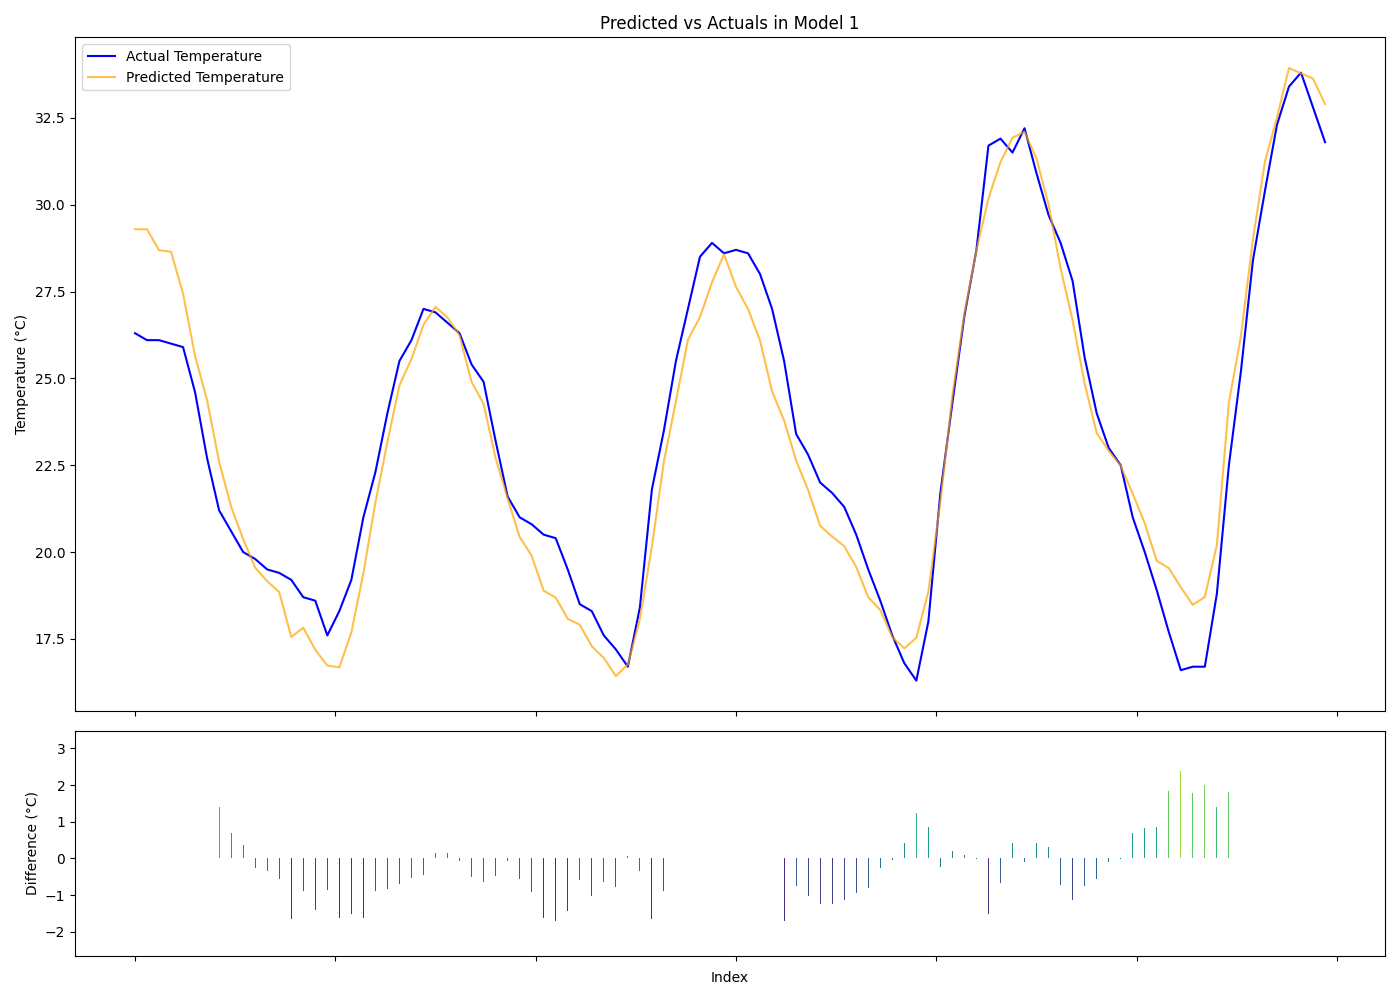 Predicted vs Actuals in Model 1
Actual Temperature
Predicted Temperature
Temperature (°C)
32.5
30.0
27.5
25.0
22.5
20.0
17.5
Difference (°C)
3
2
1
0
−1
−2
Index